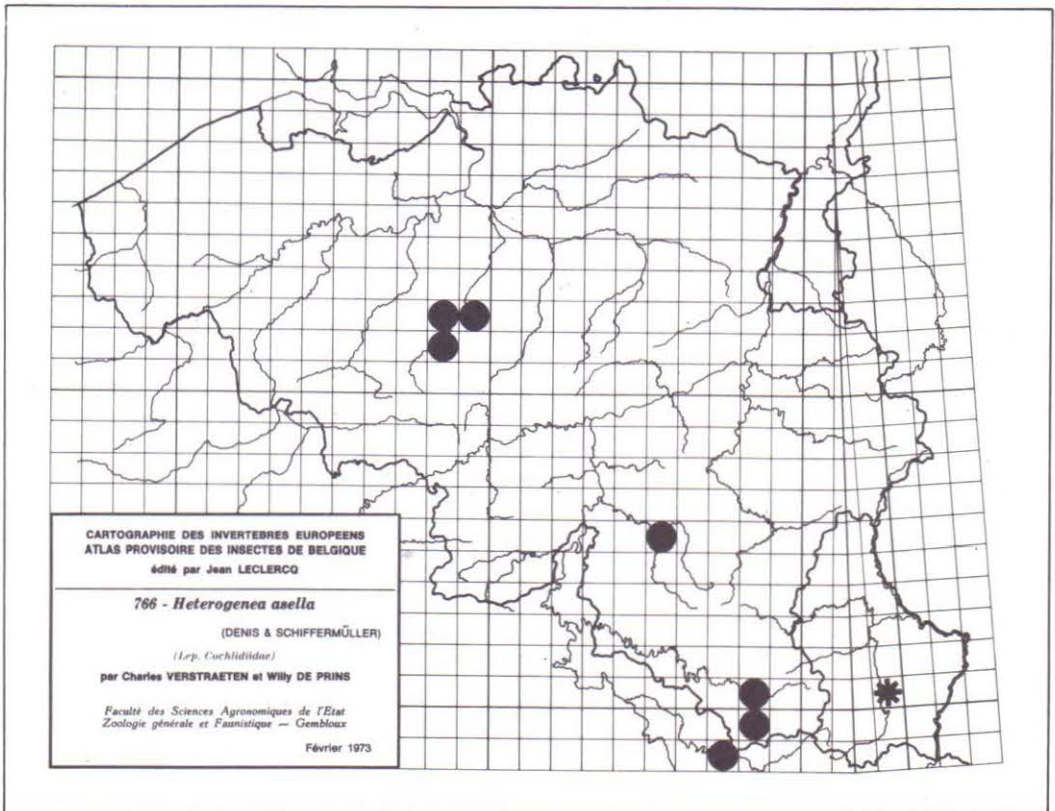 CARTOGRAPHIE DES INVERTEBRES EUROPEENS
ATLAS PROVISOIRE DES INSECTES DE BELGIQUE
édité par Jean LECLERCQ
766 - Heterogenea asella
(DENIS & SCHIFFERMÜLLER)
(Lep. Cochlidiidae)
par Charles VERSTRAETEN et Willy DE PRINS
Faculté des Sciences Agronomiques de l'Etat
Zoologie générale et Faunistique — Gembloux
Février 1973